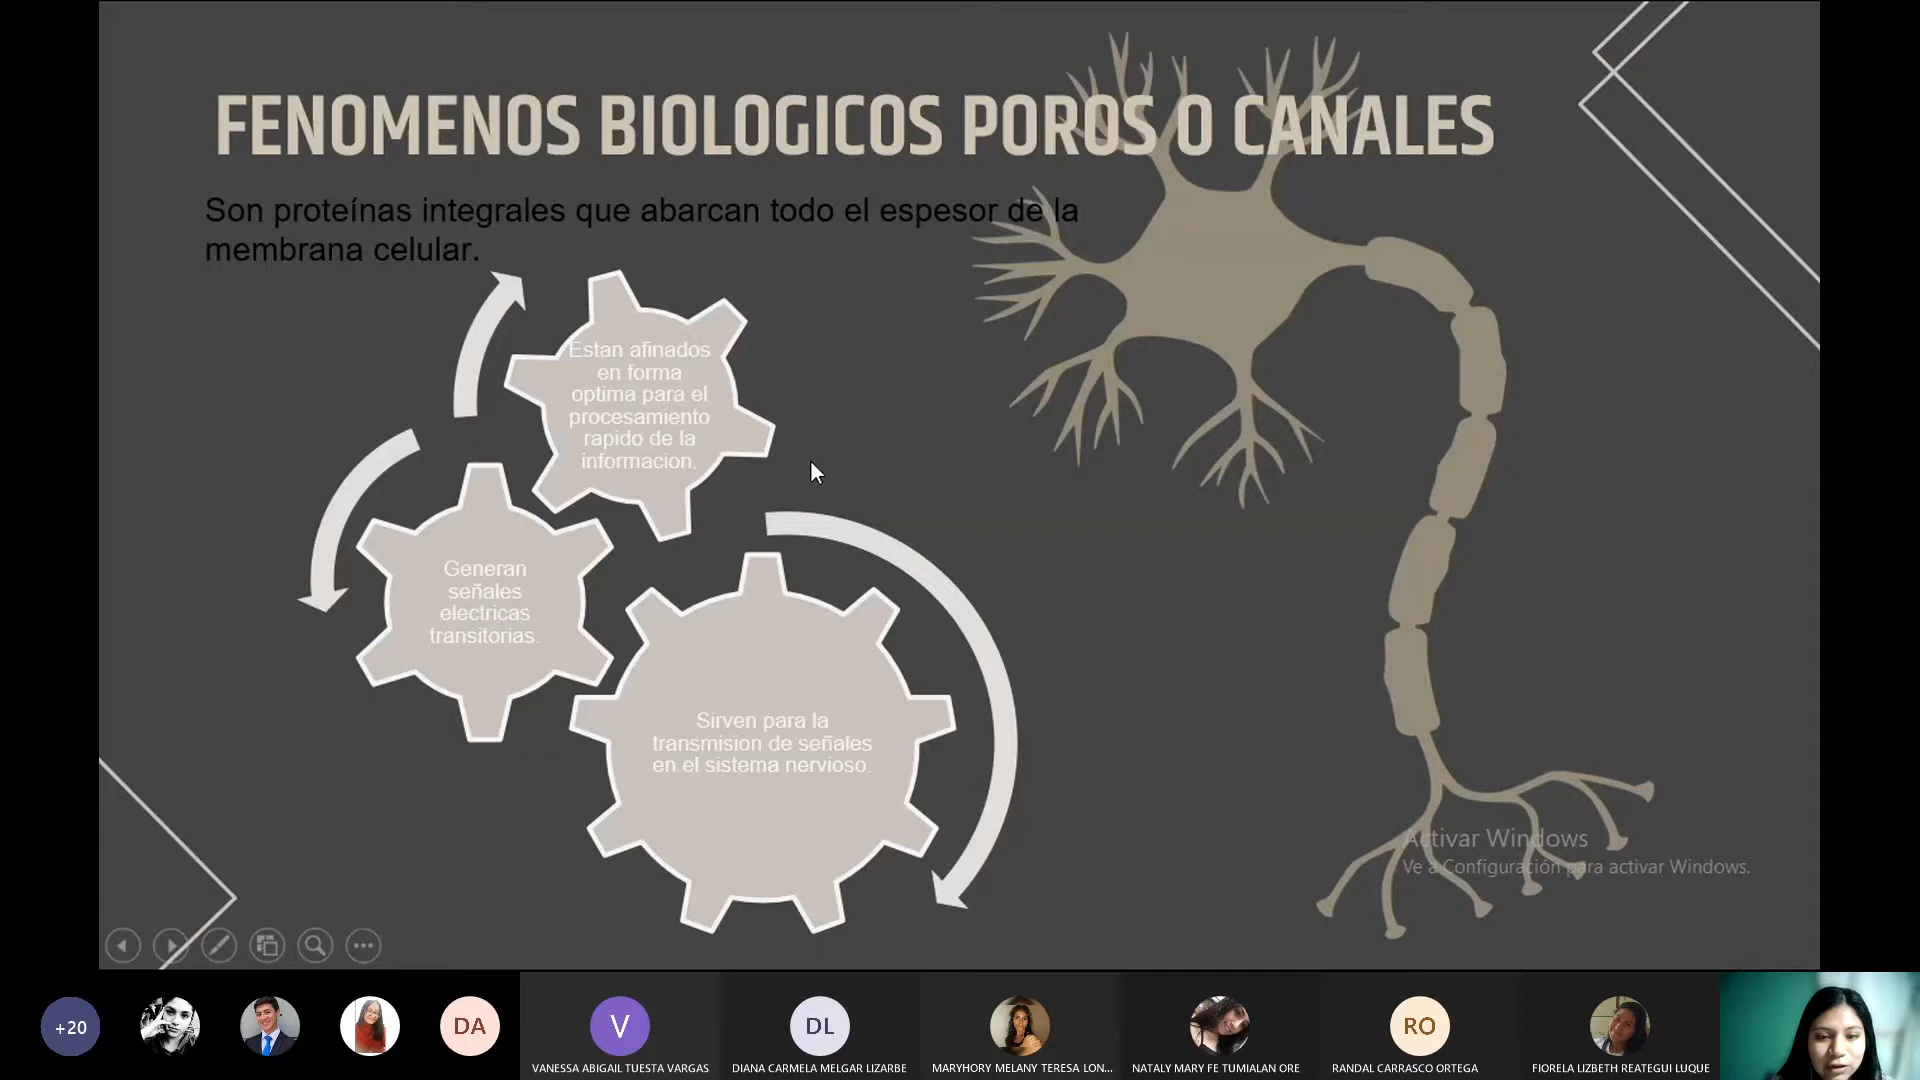 FENOMENOS BIOLOGICOS POROS O CANALES
Son proteínas integrales que abarcan todo el espesor de la
membrana celular.
Estan afinados
en forma
optima para el
procesamiento
rapido de la
informacion.
Generan
señales
electricas
transitorias.
Sirven para la
transmision de señales
en el sistema nervioso.
Activar Windows
Ve a Configuración para activar Windows.
+20
DA
V
DL
RO
VANESSA ABIGAIL TUESTA VARGAS
DIANA CARMELA MELGAR LIZARBE
MARYHORY MELANY TERESA LON...
NATALY MARY FE TUMIALAN ORE
RANDAL CARRASCO ORTEGA
FIORELA LIZBETH REATEGUI LUQUE